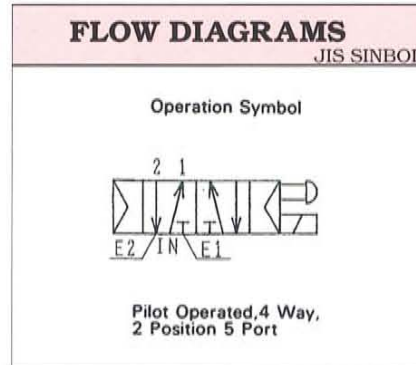 FLOW DIAGRAMS
JIS SINBOL
Operation Symbol
2 1
E2 IN E1
Pilot Operated,4 Way,
2 Position 5 Port